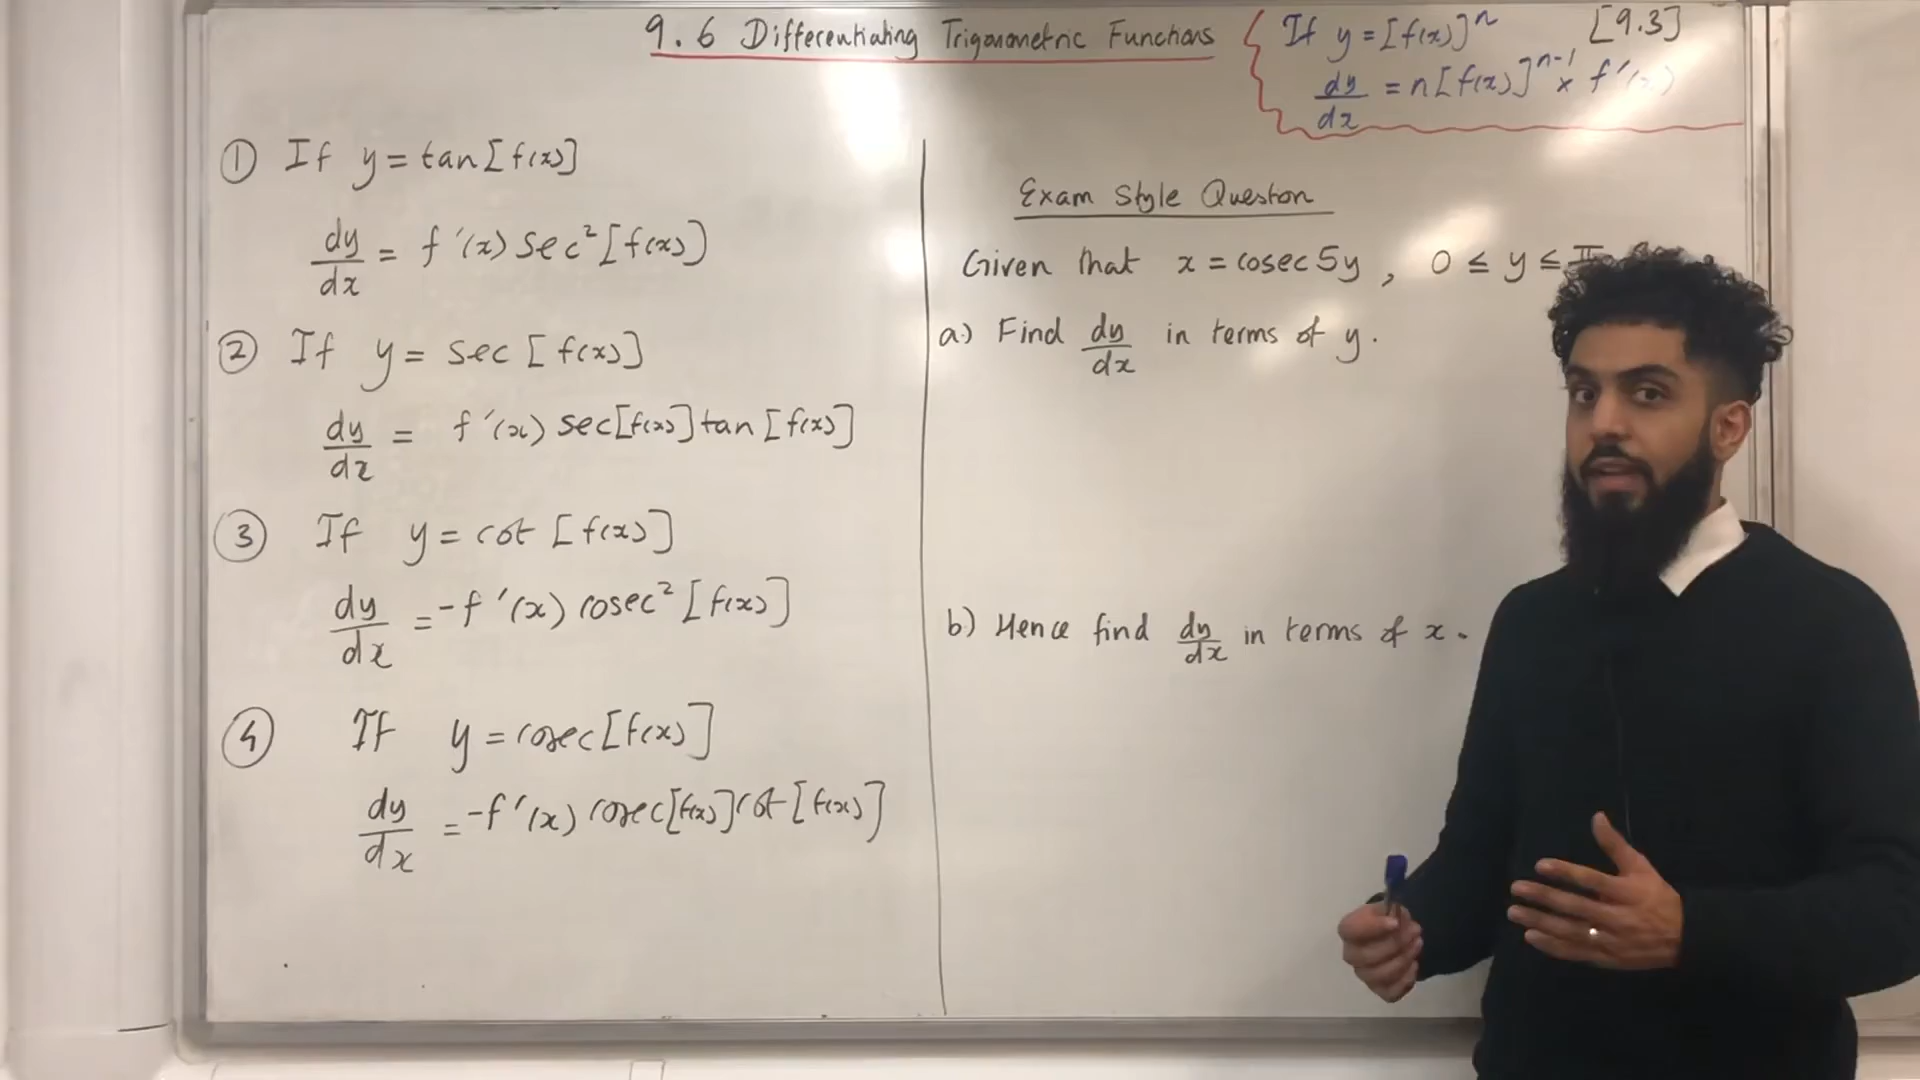 9.6 Differentiating Trigonometric Functions
If y = [f(x)]ⁿ [9.3]
dy/dx = n[f(x)]ⁿ⁻¹ × f'(x)
① If y = tan[f(x)]
dy/dx = f'(x) sec²[f(x)]
② If y = sec[f(x)]
dy/dx = f'(x) sec[f(x)]tan[f(x)]
③ If y = cot[f(x)]
dy/dx = -f'(x) cosec²[f(x)]
④ If y = cosec[f(x)]
dy/dx = -f'(x) cosec[f(x)]cot[f(x)]
Exam Style Question
Given that x = cosec5y, 0 ≤ y ≤
a.) Find dy/dx in terms of y.
b) Hence find dy/dx in terms of x.